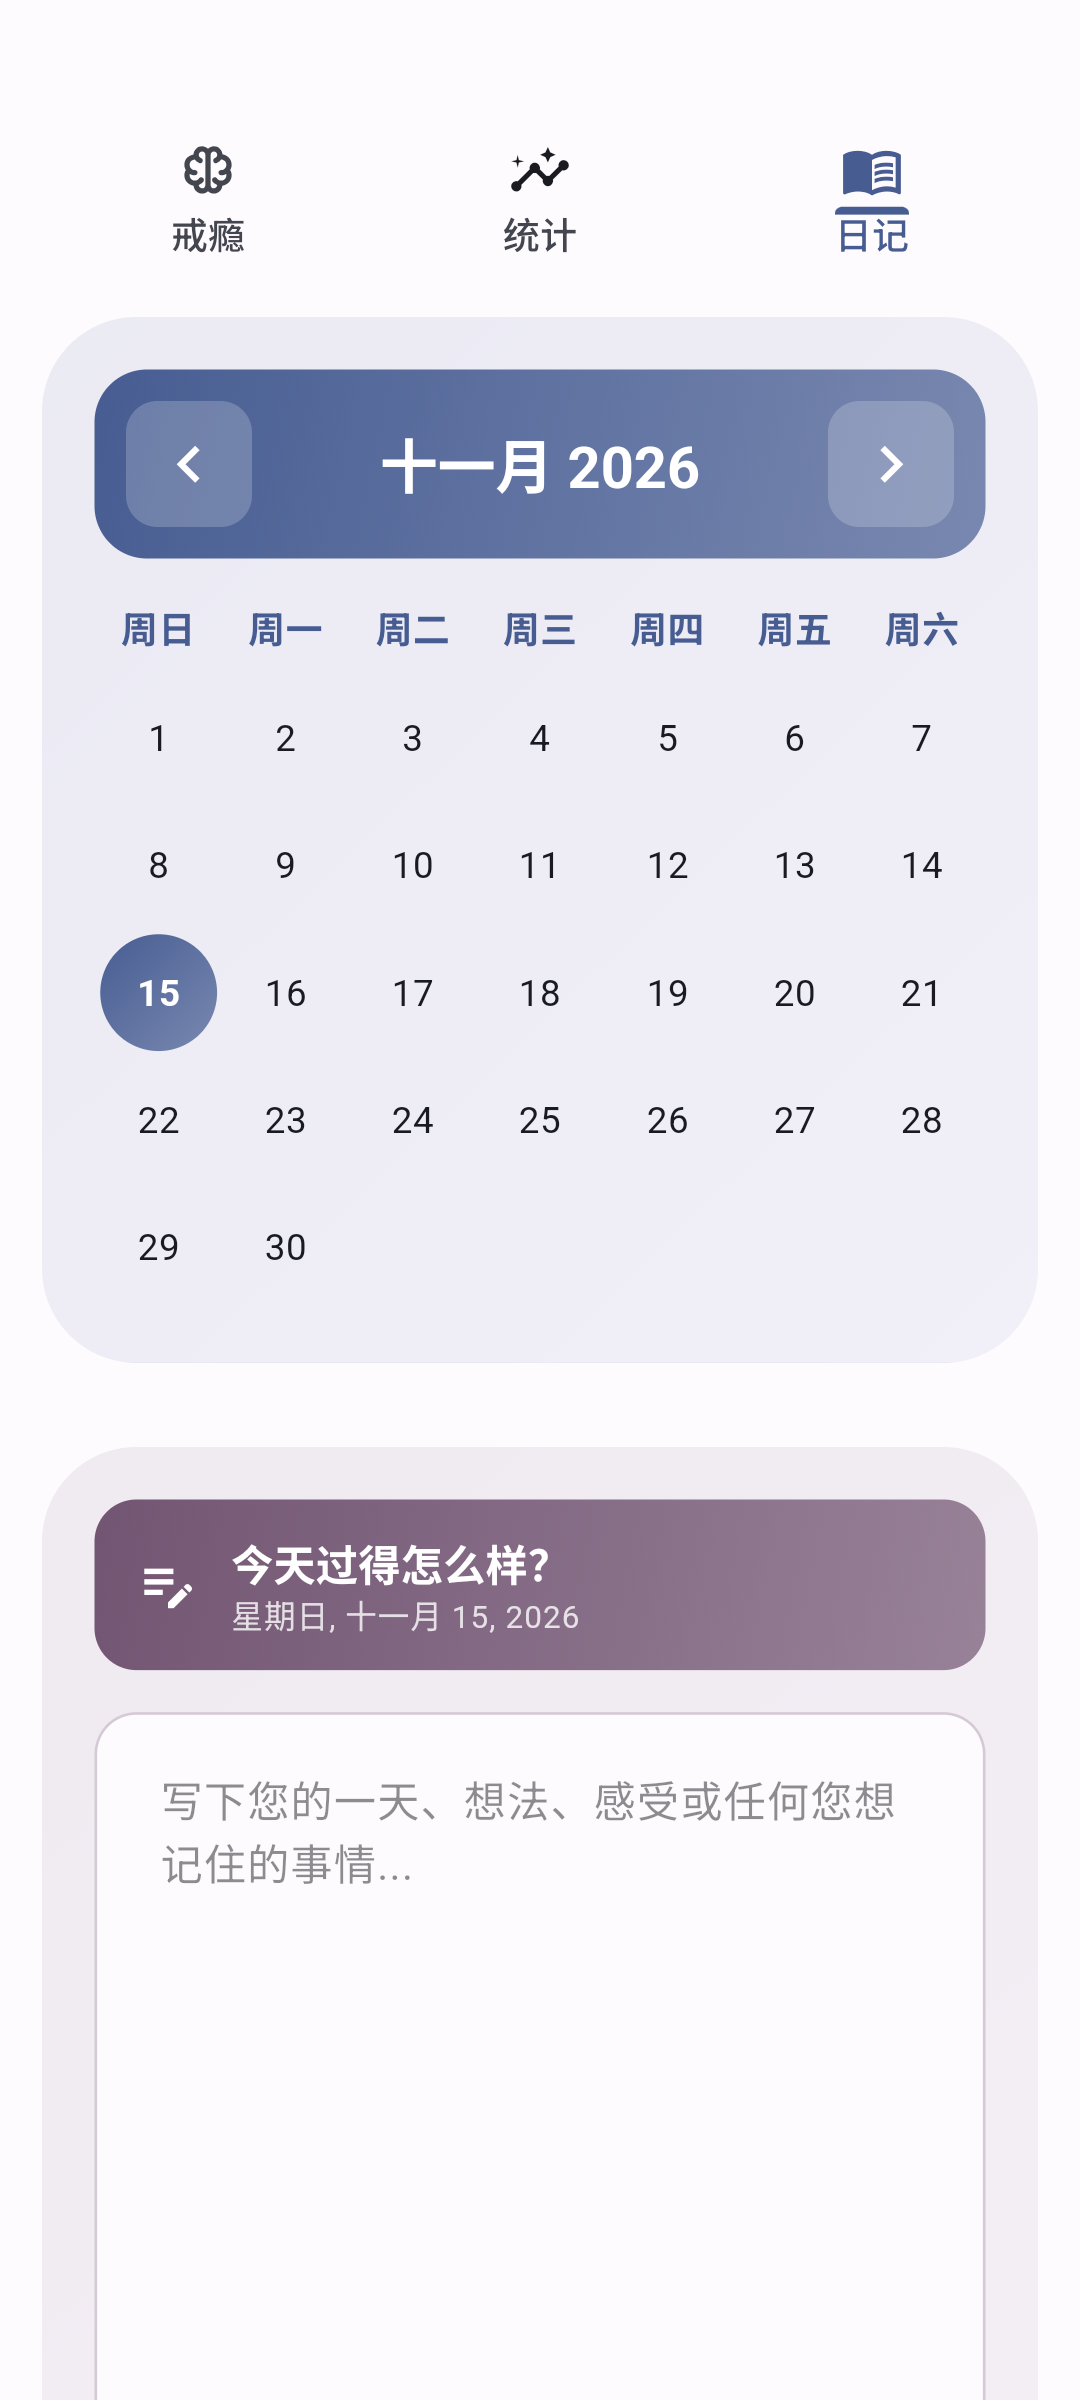 戒瘾 统计 日记
十一月 2026
周日 周一 周二 周三 周四 周五 周六
1 2 3 4 5 6 7
8 9 10 11 12 13 14
15 16 17 18 19 20 21
22 23 24 25 26 27 28
29 30
今天过得怎么样?
星期日, 十一月 15, 2026
写下您的一天、想法、感受或任何您想
记住的事情...